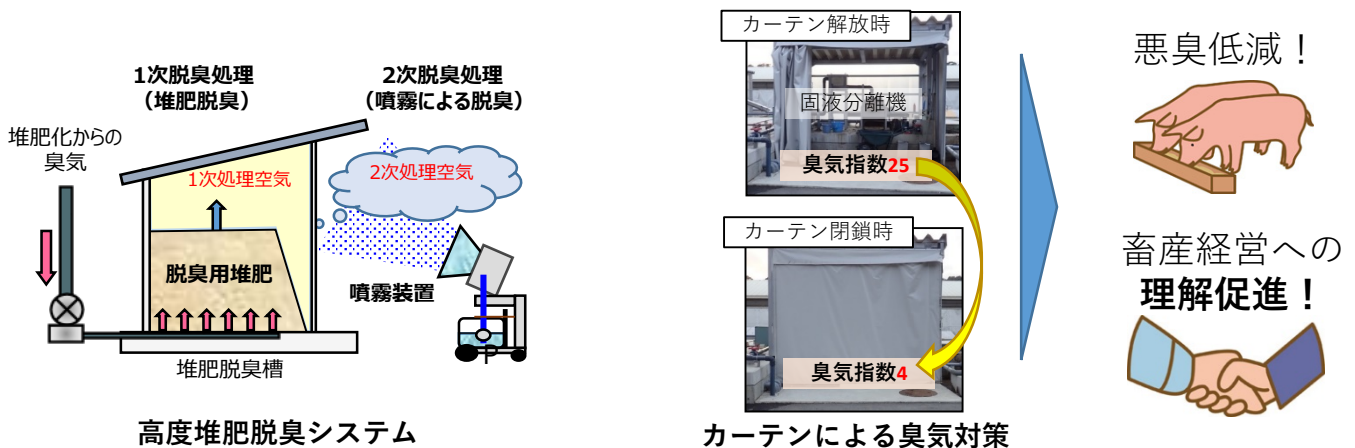 1次脱臭処理
（堆肥脱臭）
2次脱臭処理
（噴霧による脱臭）
堆肥化からの
臭気
1次処理空気
2次処理空気
脱臭用堆肥
噴霧装置
堆肥脱臭槽
高度堆肥脱臭システム
カーテン解放時
固液分離機
臭気指数25
カーテン閉鎖時
臭気指数4
カーテンによる臭気対策
悪臭低減！
畜産経営への
理解促進！